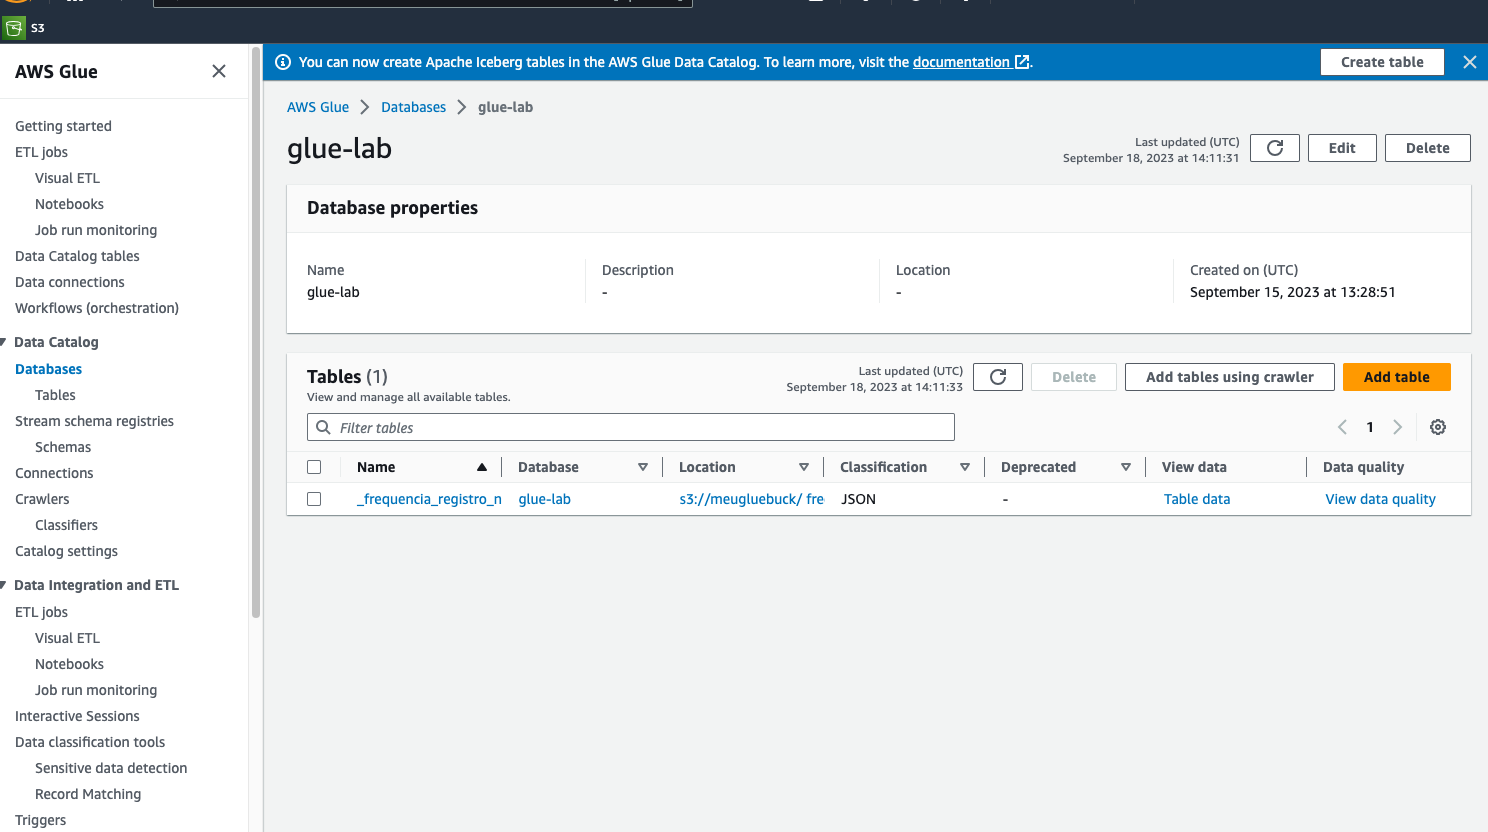 S3
AWS Glue
Getting started
ETL jobs
Visual ETL
Notebooks
Job run monitoring
Data Catalog tables
Data connections
Workflows (orchestration)
Data Catalog
Databases
Tables
Stream schema registries
Schemas
Connections
Crawlers
Classifiers
Catalog settings
Data Integration and ETL
ETL jobs
Visual ETL
Notebooks
Job run monitoring
Interactive Sessions
Data classification tools
Sensitive data detection
Record Matching
Triggers
You can now create Apache Iceberg tables in the AWS Glue Data Catalog. To learn more, visit the documentation. Create table
AWS Glue Databases glue-lab
glue-lab
Last updated (UTC)
September 18, 2023 at 14:11:31
Edit Delete
Database properties
Name Description Location Created on (UTC)
glue-lab - - September 15, 2023 at 13:28:51
Tables (1)
View and manage all available tables.
Last updated (UTC)
September 18, 2023 at 14:11:33
Delete Add tables using crawler Add table
Filter tables
1
Name Database Location Classification Deprecated View data Data quality
_frequencia_registro_n glue-lab s3://meugluebuck/ fre JSON - Table data View data quality